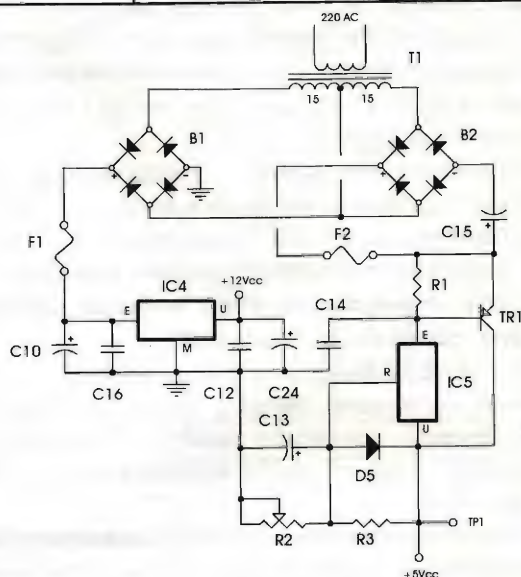 220 AC
T1
15 15
B1
B2
+
-
+
-
C15
+
F1
F2
R1
TR1
IC4
+12Vcc
E
U
M
C14
E
IC5
R
U
C10
+
C16
C12
+
C24
C13
+
D5
R2
R3
TP1
+5Vcc